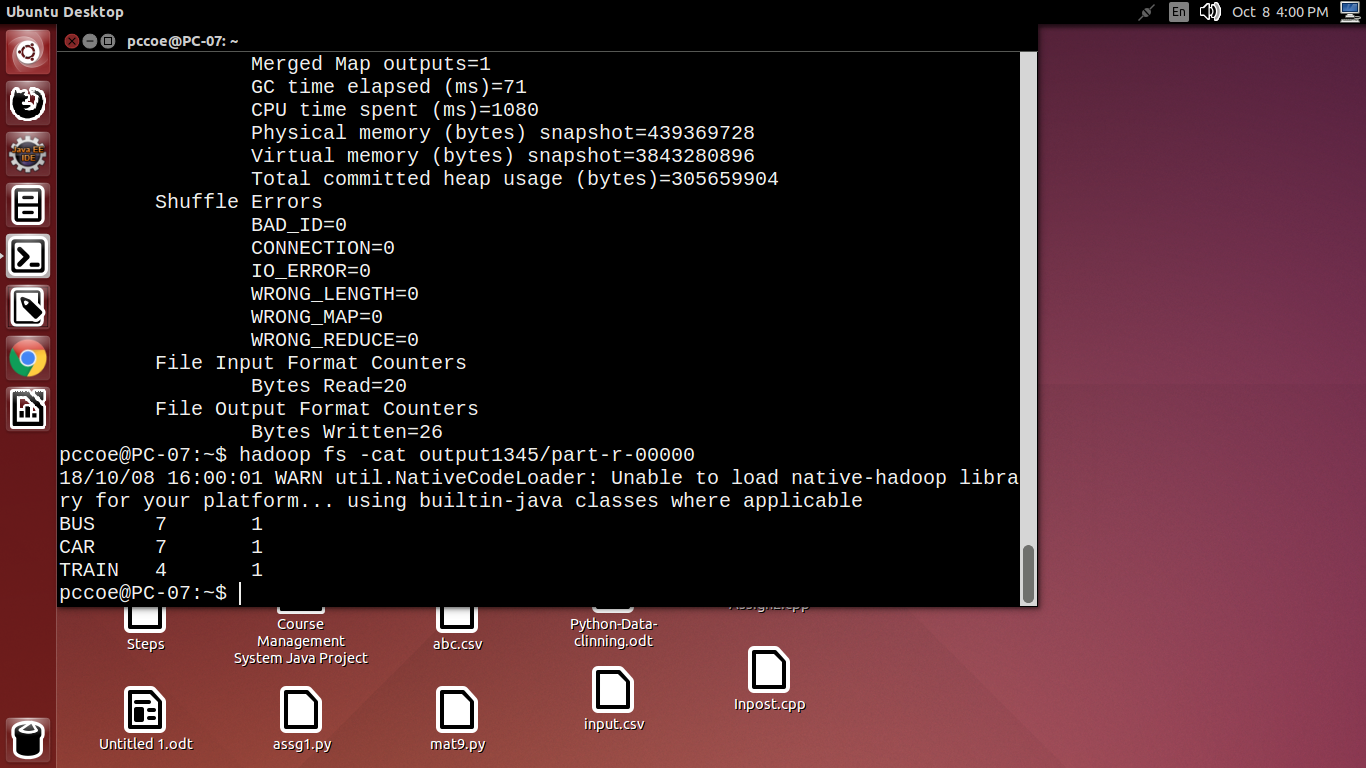 Ubuntu Desktop
En
Oct 8 4:00 PM
pccoe@PC-07: ~
Merged Map outputs=1
GC time elapsed (ms)=71
CPU time spent (ms)=1080
Physical memory (bytes) snapshot=439369728
Virtual memory (bytes) snapshot=3843280896
Total committed heap usage (bytes)=305659904
Shuffle Errors
BAD_ID=0
CONNECTION=0
IO_ERROR=0
WRONG_LENGTH=0
WRONG_MAP=0
WRONG_REDUCE=0
File Input Format Counters
Bytes Read=20
File Output Format Counters
Bytes Written=26
pccoe@PC-07:~$ hadoop fs -cat output1345/part-r-00000
18/10/08 16:00:01 WARN util.NativeCodeLoader: Unable to load native-hadoop libra
ry for your platform... using builtin-java classes where applicable
BUS 7 1
CAR 7 1
TRAIN 4 1
pccoe@PC-07:~$
Java EE
IDE
Steps
Course
Management
System Java Project
abc.csv
Python-Data-
clinning.odt
Untitled 1.odt
assg1.py
mat9.py
input.csv
Inpost.cpp